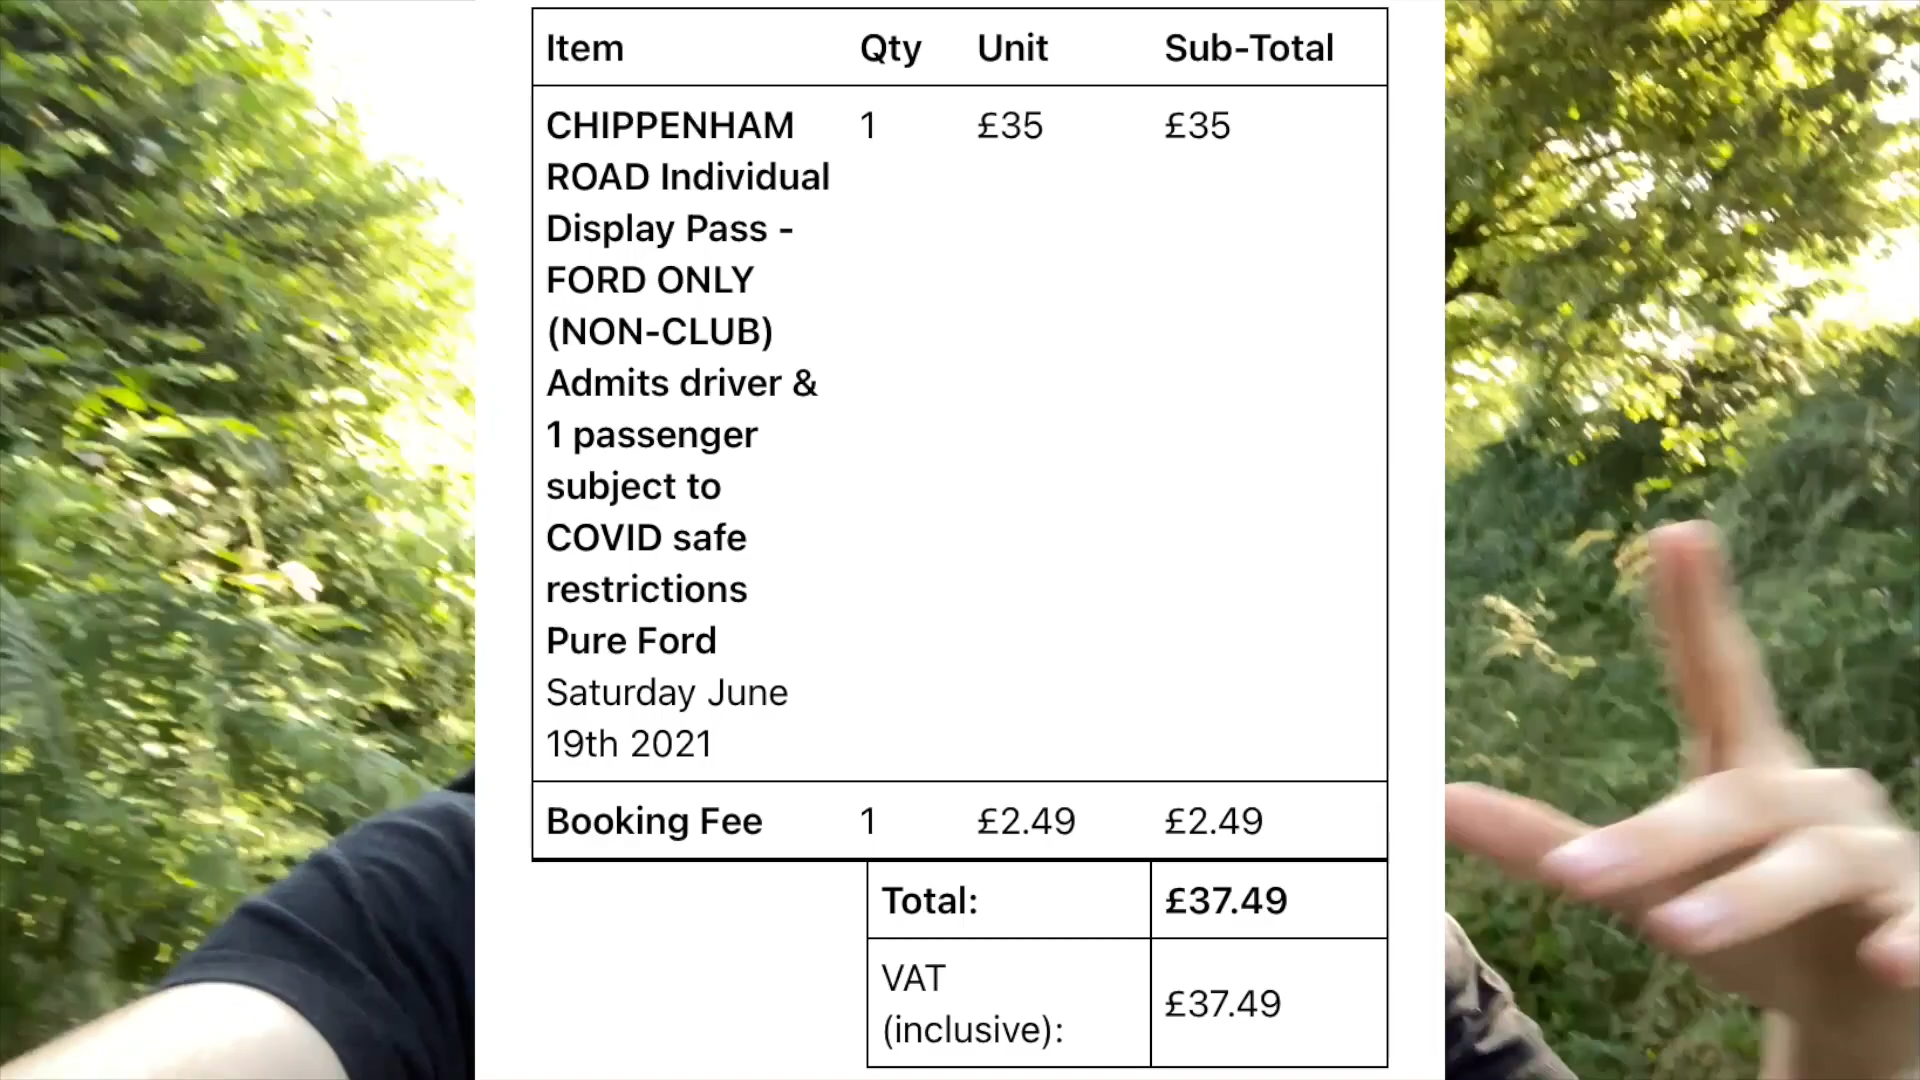 Item Qty Unit Sub-Total
CHIPPENHAM 1 £35 £35
ROAD Individual
Display Pass -
FORD ONLY
(NON-CLUB)
Admits driver &
1 passenger
subject to
COVID safe
restrictions
Pure Ford
Saturday June
19th 2021
Booking Fee 1 £2.49 £2.49
Total: £37.49
VAT
(inclusive): £37.49